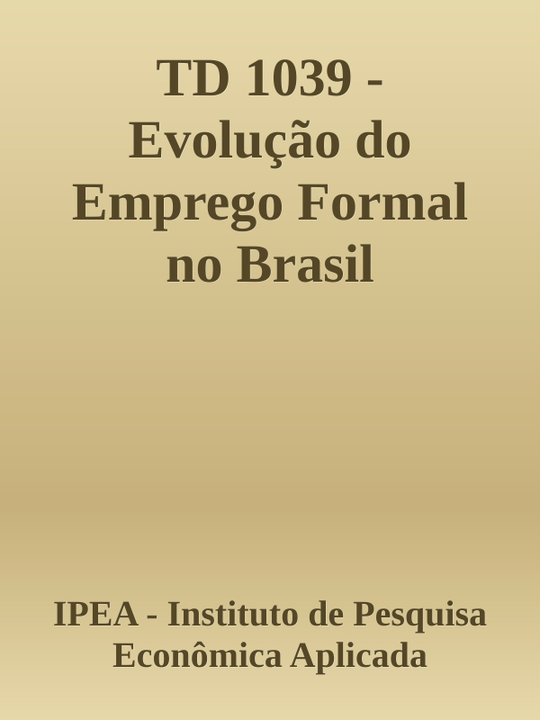 TD 1039 -
Evolução do
Emprego Formal
no Brasil
IPEA - Instituto de Pesquisa
Econômica Aplicada